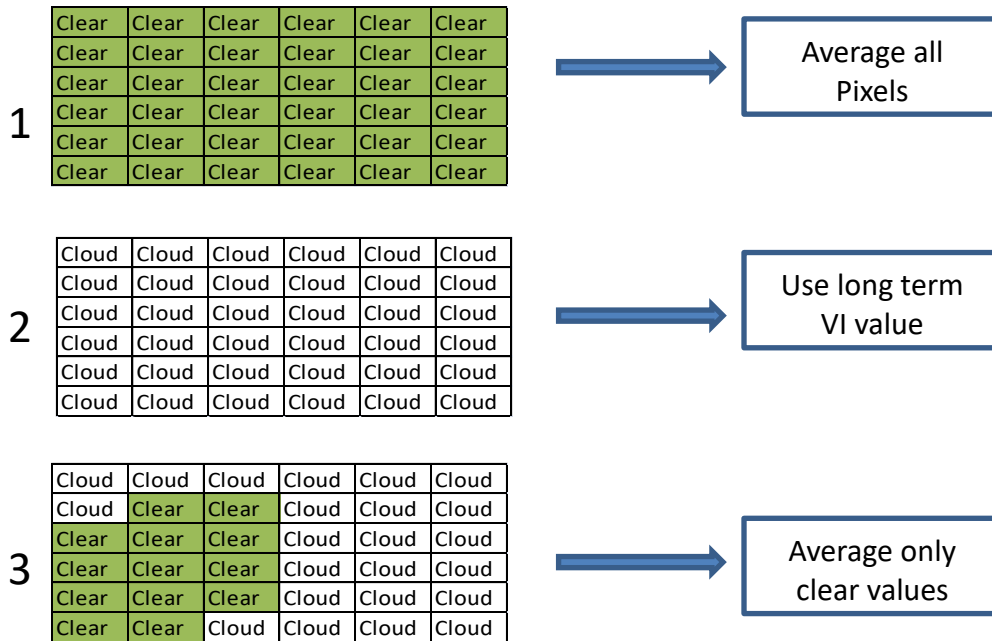 Clear Clear Clear Clear Clear Clear
Clear Clear Clear Clear Clear Clear
Clear Clear Clear Clear Clear Clear
Clear Clear Clear Clear Clear Clear
Clear Clear Clear Clear Clear Clear
Clear Clear Clear Clear Clear Clear
1
Average all
Pixels
Cloud Cloud Cloud Cloud Cloud Cloud
Cloud Cloud Cloud Cloud Cloud Cloud
Cloud Cloud Cloud Cloud Cloud Cloud
Cloud Cloud Cloud Cloud Cloud Cloud
Cloud Cloud Cloud Cloud Cloud Cloud
Cloud Cloud Cloud Cloud Cloud Cloud
2
Use long term
VI value
Cloud Cloud Cloud Cloud Cloud Cloud
Cloud Clear Clear Cloud Cloud Cloud
Clear Clear Clear Cloud Cloud Cloud
Clear Clear Clear Cloud Cloud Cloud
Clear Clear Clear Cloud Cloud Cloud
Clear Clear Cloud Cloud Cloud Cloud
3
Average only
clear values